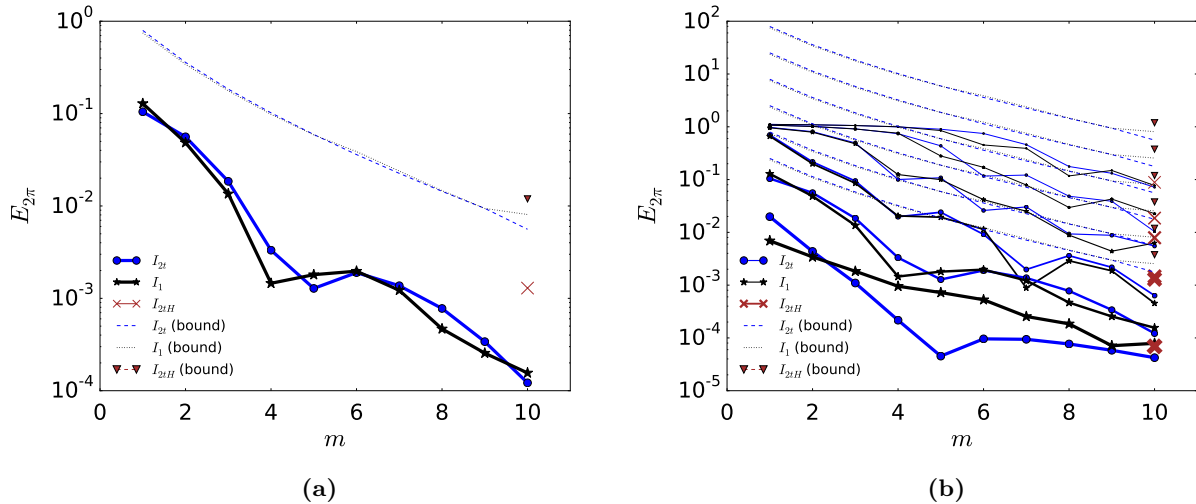 10^0
10^-1
10^-2
10^-3
10^-4
E_{2π}
I_{2t}
I_1
I_{2tH}
I_{2t} (bound)
I_1 (bound)
I_{2tH} (bound)
0 2 4 6 8 10
m
(a)
10^2
10^1
10^0
10^-1
10^-2
10^-3
10^-4
10^-5
E_{2π}
I_{2t}
I_1
I_{2tH}
I_{2t} (bound)
I_1 (bound)
I_{2tH} (bound)
0 2 4 6 8 10
m
(b)